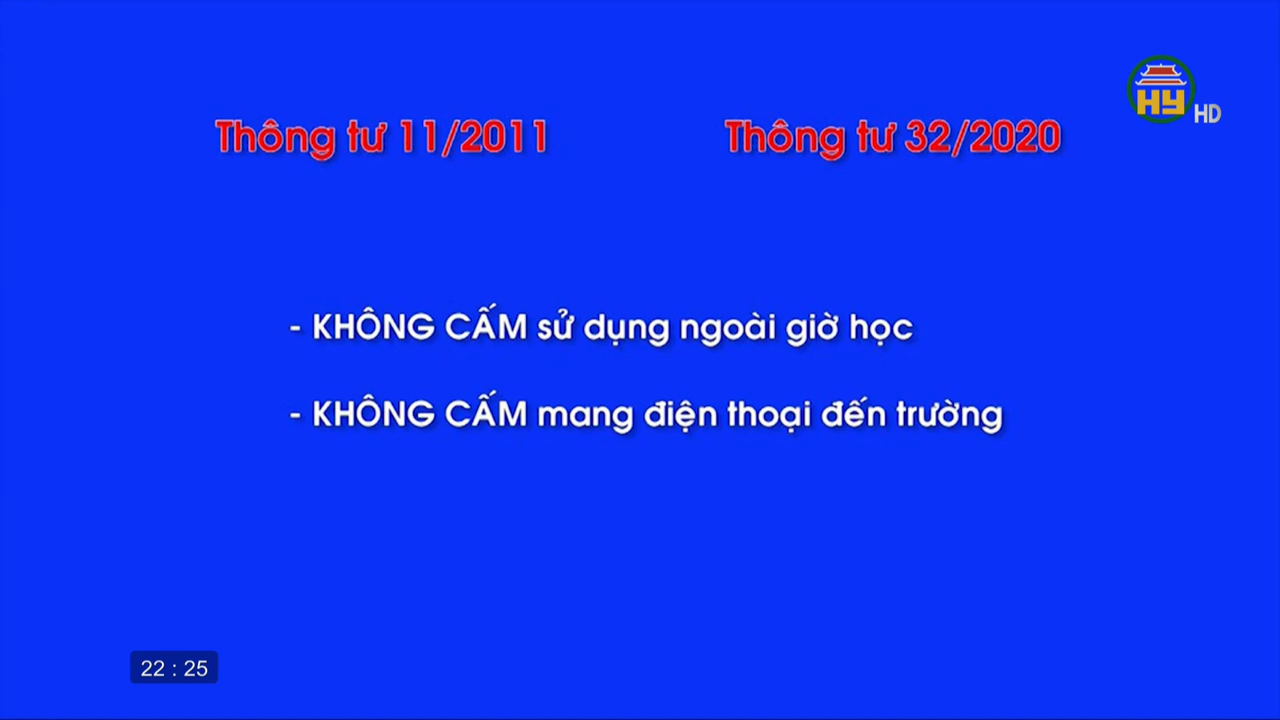 HY HD
Thông tư 11/2011
Thông tư 32/2020
- KHÔNG CẤM sử dụng ngoài giờ học
- KHÔNG CẤM mang điện thoại đến trường
22 : 25